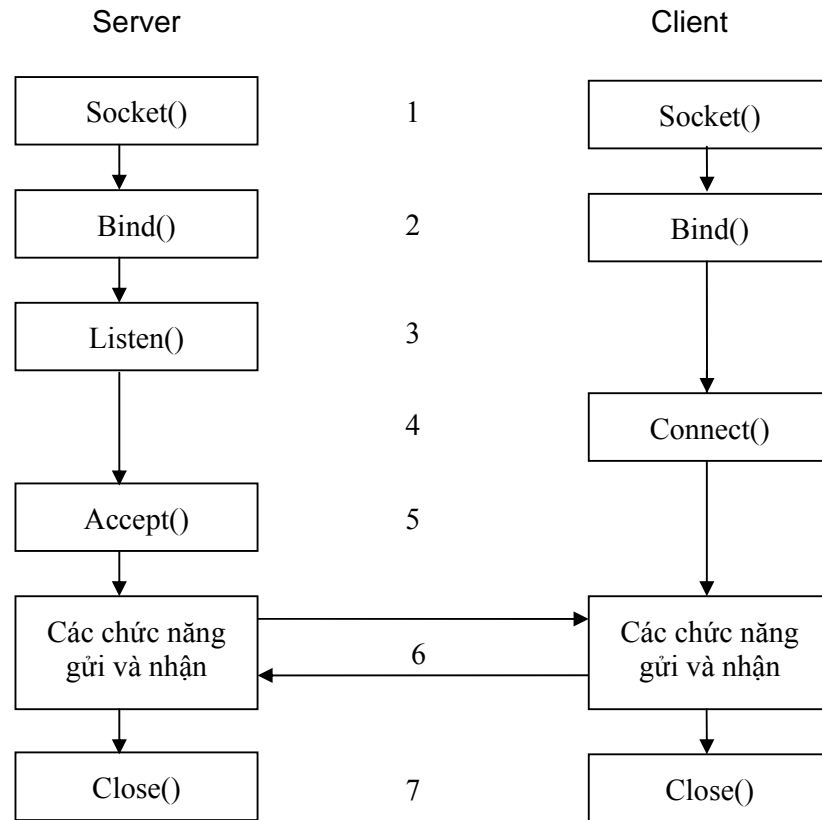 Server
Client
Socket()
1
Socket()
Bind()
2
Bind()
Listen()
3
4
Connect()
Accept()
5
Các chức năng
gửi và nhận
6
Các chức năng
gửi và nhận
Close()
7
Close()